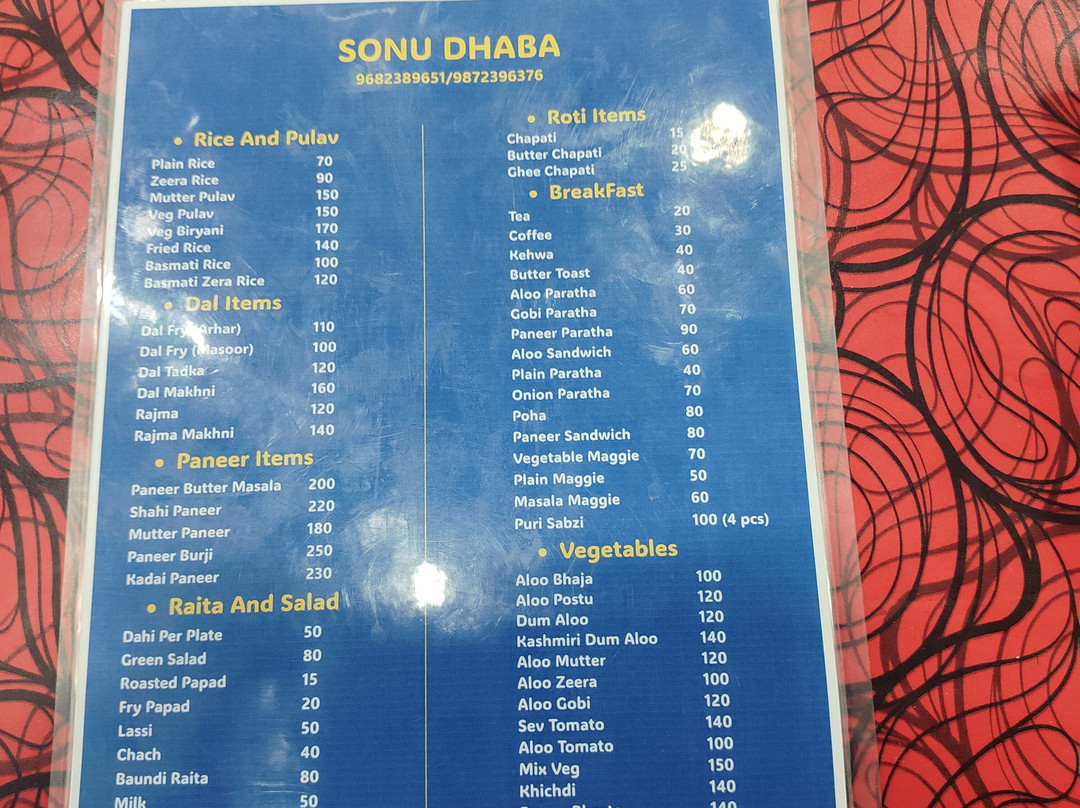 SONU DHABA
9682389651/9872396376
• Rice And Pulav
Plain Rice 70
Zeera Rice 90
Mutter Pulav 150
Veg Pulav 150
Veg Biryani 170
Fried Rice 140
Basmati Rice 100
Basmati Zera Rice 120
• Dal Items
Dal Fry (Arhar) 110
Dal Fry (Masoor) 100
Dal Tadka 120
Dal Makhni 160
Rajma 120
Rajma Makhni 140
• Paneer Items
Paneer Butter Masala 200
Shahi Paneer 220
Mutter Paneer 180
Paneer Burji 250
Kadai Paneer 230
• Raita And Salad
Dahi Per Plate 50
Green Salad 80
Roasted Papad 15
Fry Papad 20
Lassi 50
Chach 40
Baundi Raita 80
Milk 50
• Roti Items
Chapati 15
Butter Chapati 20
Ghee Chapati 25
• BreakFast
Tea 20
Coffee 30
Kehwa 40
Butter Toast 40
Aloo Paratha 60
Gobi Paratha 70
Paneer Paratha 90
Aloo Sandwich 60
Plain Paratha 40
Onion Paratha 70
Poha 80
Paneer Sandwich 80
Vegetable Maggie 70
Plain Maggie 50
Masala Maggie 60
Puri Sabzi 100 (4 pcs)
• Vegetables
Aloo Bhaja 100
Aloo Postu 120
Dum Aloo 120
Kashmiri Dum Aloo 140
Aloo Mutter 120
Aloo Zeera 100
Aloo Gobi 120
Sev Tomato 140
Aloo Tomato 100
Mix Veg 150
Khichdi 140
140